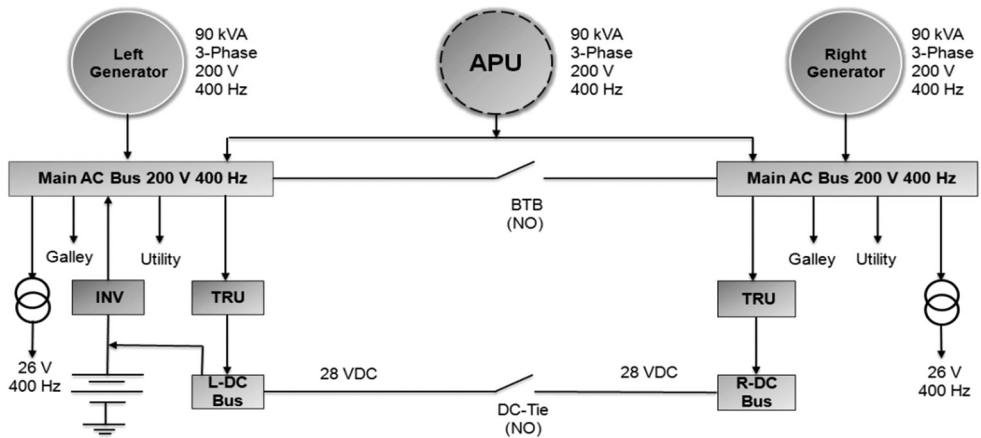 Left
Generator
90 kVA
3-Phase
200 V
400 Hz
APU
90 kVA
3-Phase
200 V
400 Hz
Right
Generator
90 kVA
3-Phase
200 V
400 Hz
Main AC Bus 200 V 400 Hz
BTB
(NO)
Main AC Bus 200 V 400 Hz
Galley
Utility
Galley
Utility
INV
TRU
TRU
26 V
400 Hz
L-DC
Bus
28 VDC
DC-Tie
(NO)
28 VDC
R-DC
Bus
26 V
400 Hz